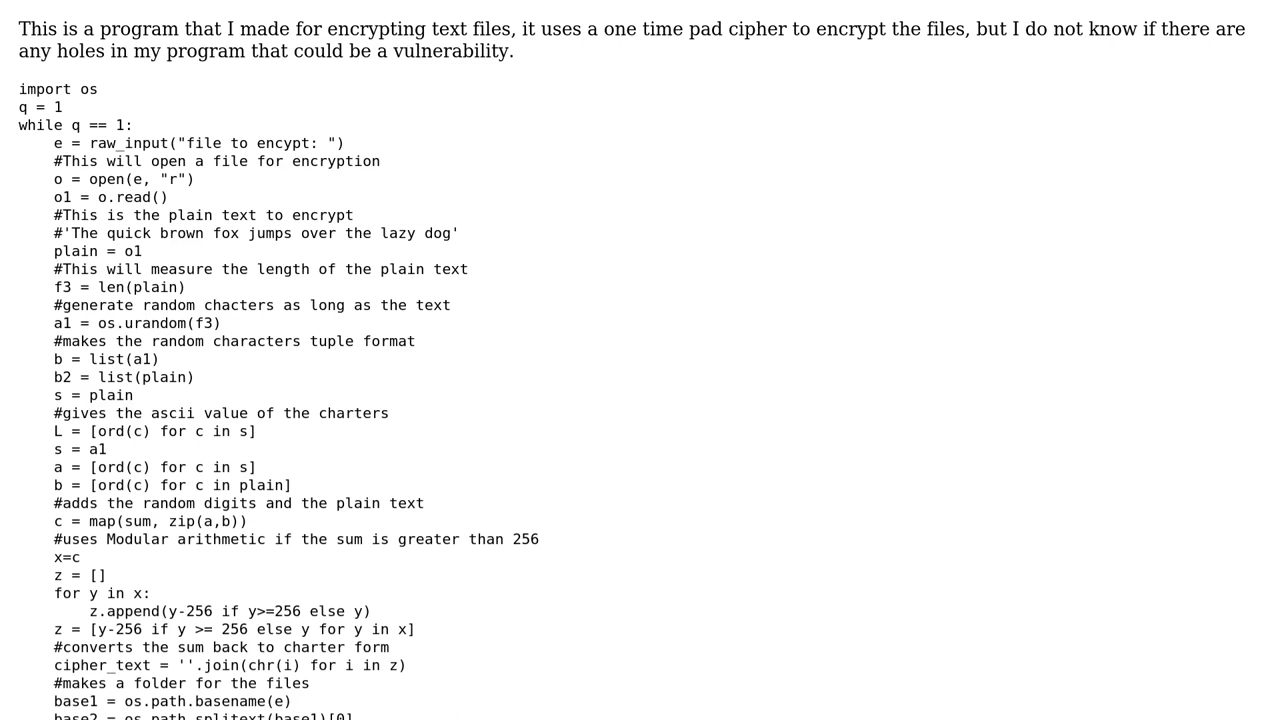 This is a program that I made for encrypting text files, it uses a one time pad cipher to encrypt the files, but I do not know if there are
any holes in my program that could be a vulnerability.
import os
q = 1
while q == 1:
    e = raw_input("file to encypt: ")
    #This will open a file for encryption
    o = open(e, "r")
    o1 = o.read()
    #This is the plain text to encrypt
    #'The quick brown fox jumps over the lazy dog'
    plain = o1
    #This will measure the length of the plain text
    f3 = len(plain)
    #generate random chacters as long as the text
    a1 = os.urandom(f3)
    #makes the random characters tuple format
    b = list(a1)
    b2 = list(plain)
    s = plain
    #gives the ascii value of the charters
    L = [ord(c) for c in s]
    s = a1
    a = [ord(c) for c in s]
    b = [ord(c) for c in plain]
    #adds the random digits and the plain text
    c = map(sum, zip(a,b))
    #uses Modular arithmetic if the sum is greater than 256
    x=c
    z = []
    for y in x:
        z.append(y-256 if y>=256 else y)
    z = [y-256 if y >= 256 else y for y in x]
    #converts the sum back to charter form
    cipher_text = ''.join(chr(i) for i in z)
    #makes a folder for the files
    base1 = os.path.basename(e)
    base2 = os.path.splitext(base1)[0]